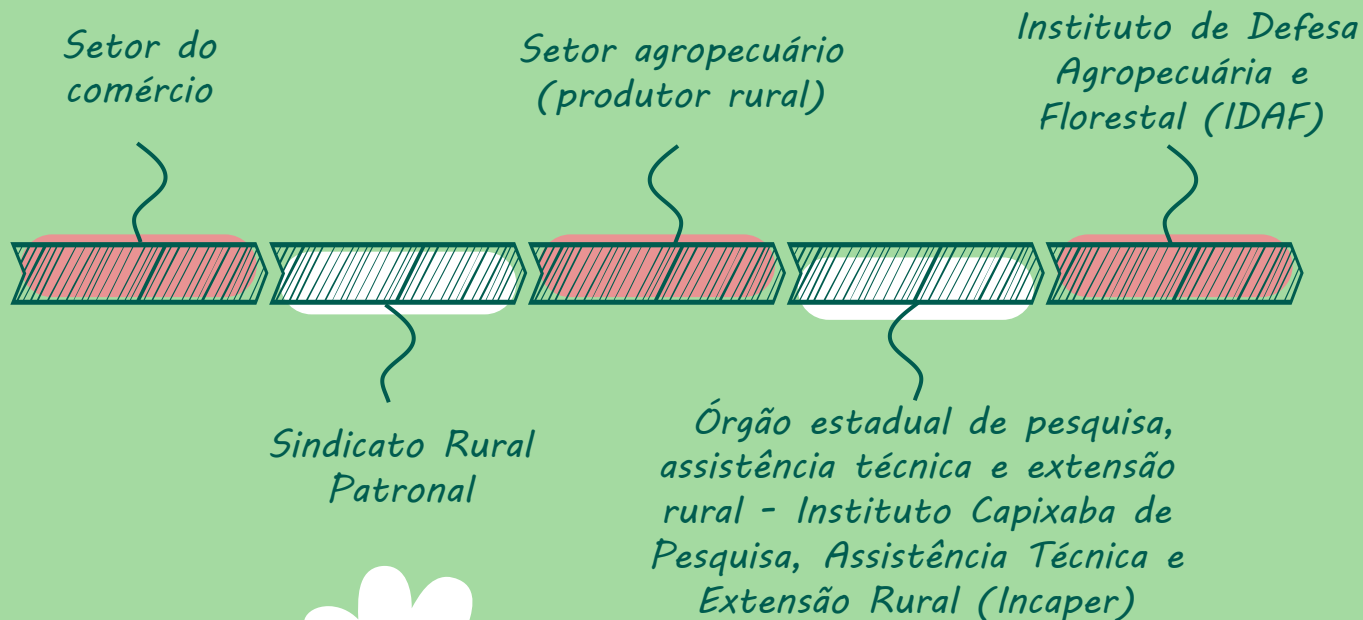 Setor do
comércio
Setor agropecuário
(produtor rural)
Instituto de Defesa
Agropecuária e
Florestal (IDAF)
Sindicato Rural
Patronal
Órgão estadual de pesquisa,
assistência técnica e extensão
rural - Instituto Capixaba de
Pesquisa, Assistência Técnica e
Extensão Rural (Incaper)